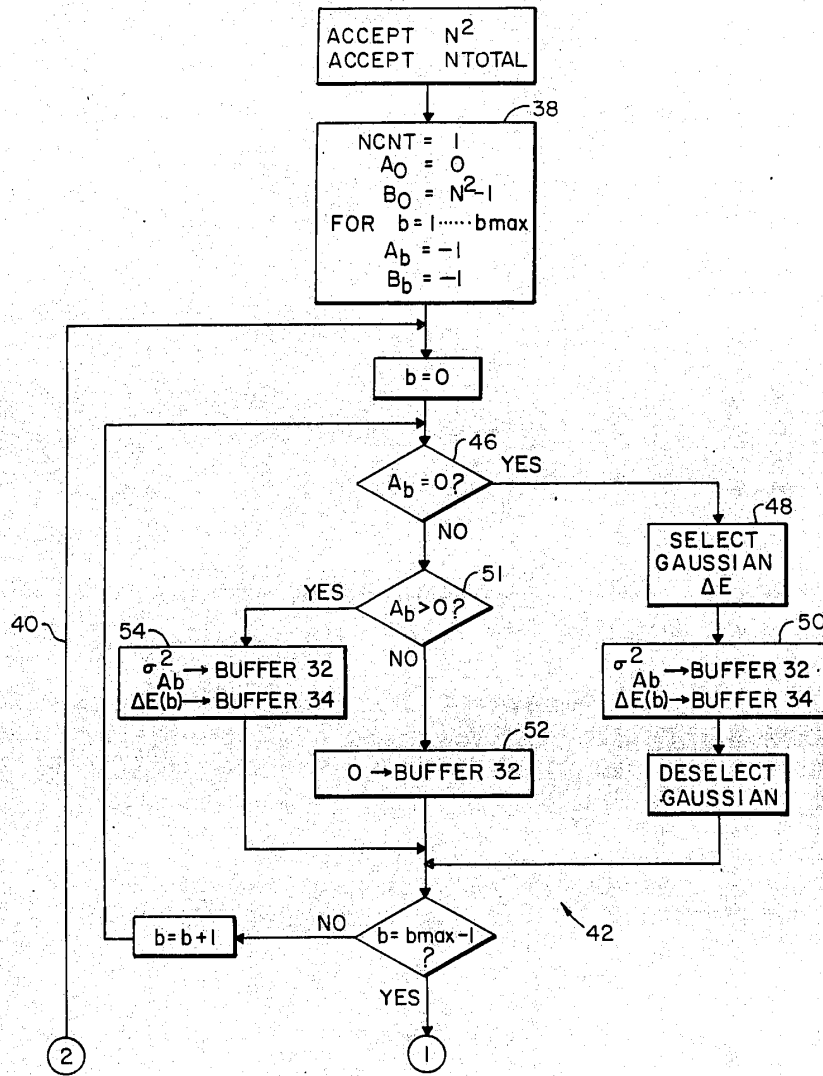 ACCEPT N²
ACCEPT NTOTAL
38
NCNT = 1
A₀ = 0
B₀ = N²-1
FOR b=1······bmax
A_b = -1
B_b = -1
b=0
46
A_b=0?
YES
NO
48
SELECT
GAUSSIAN
ΔE
51
A_b>0?
YES
NO
40
54
σ²_Ab → BUFFER 32
ΔE(b) → BUFFER 34
50
σ²_Ab → BUFFER 32
ΔE(b) → BUFFER 34
52
0 → BUFFER 32
DESELECT
GAUSSIAN
b=b+1
NO
b=bmax-1
?
YES
42
2
1